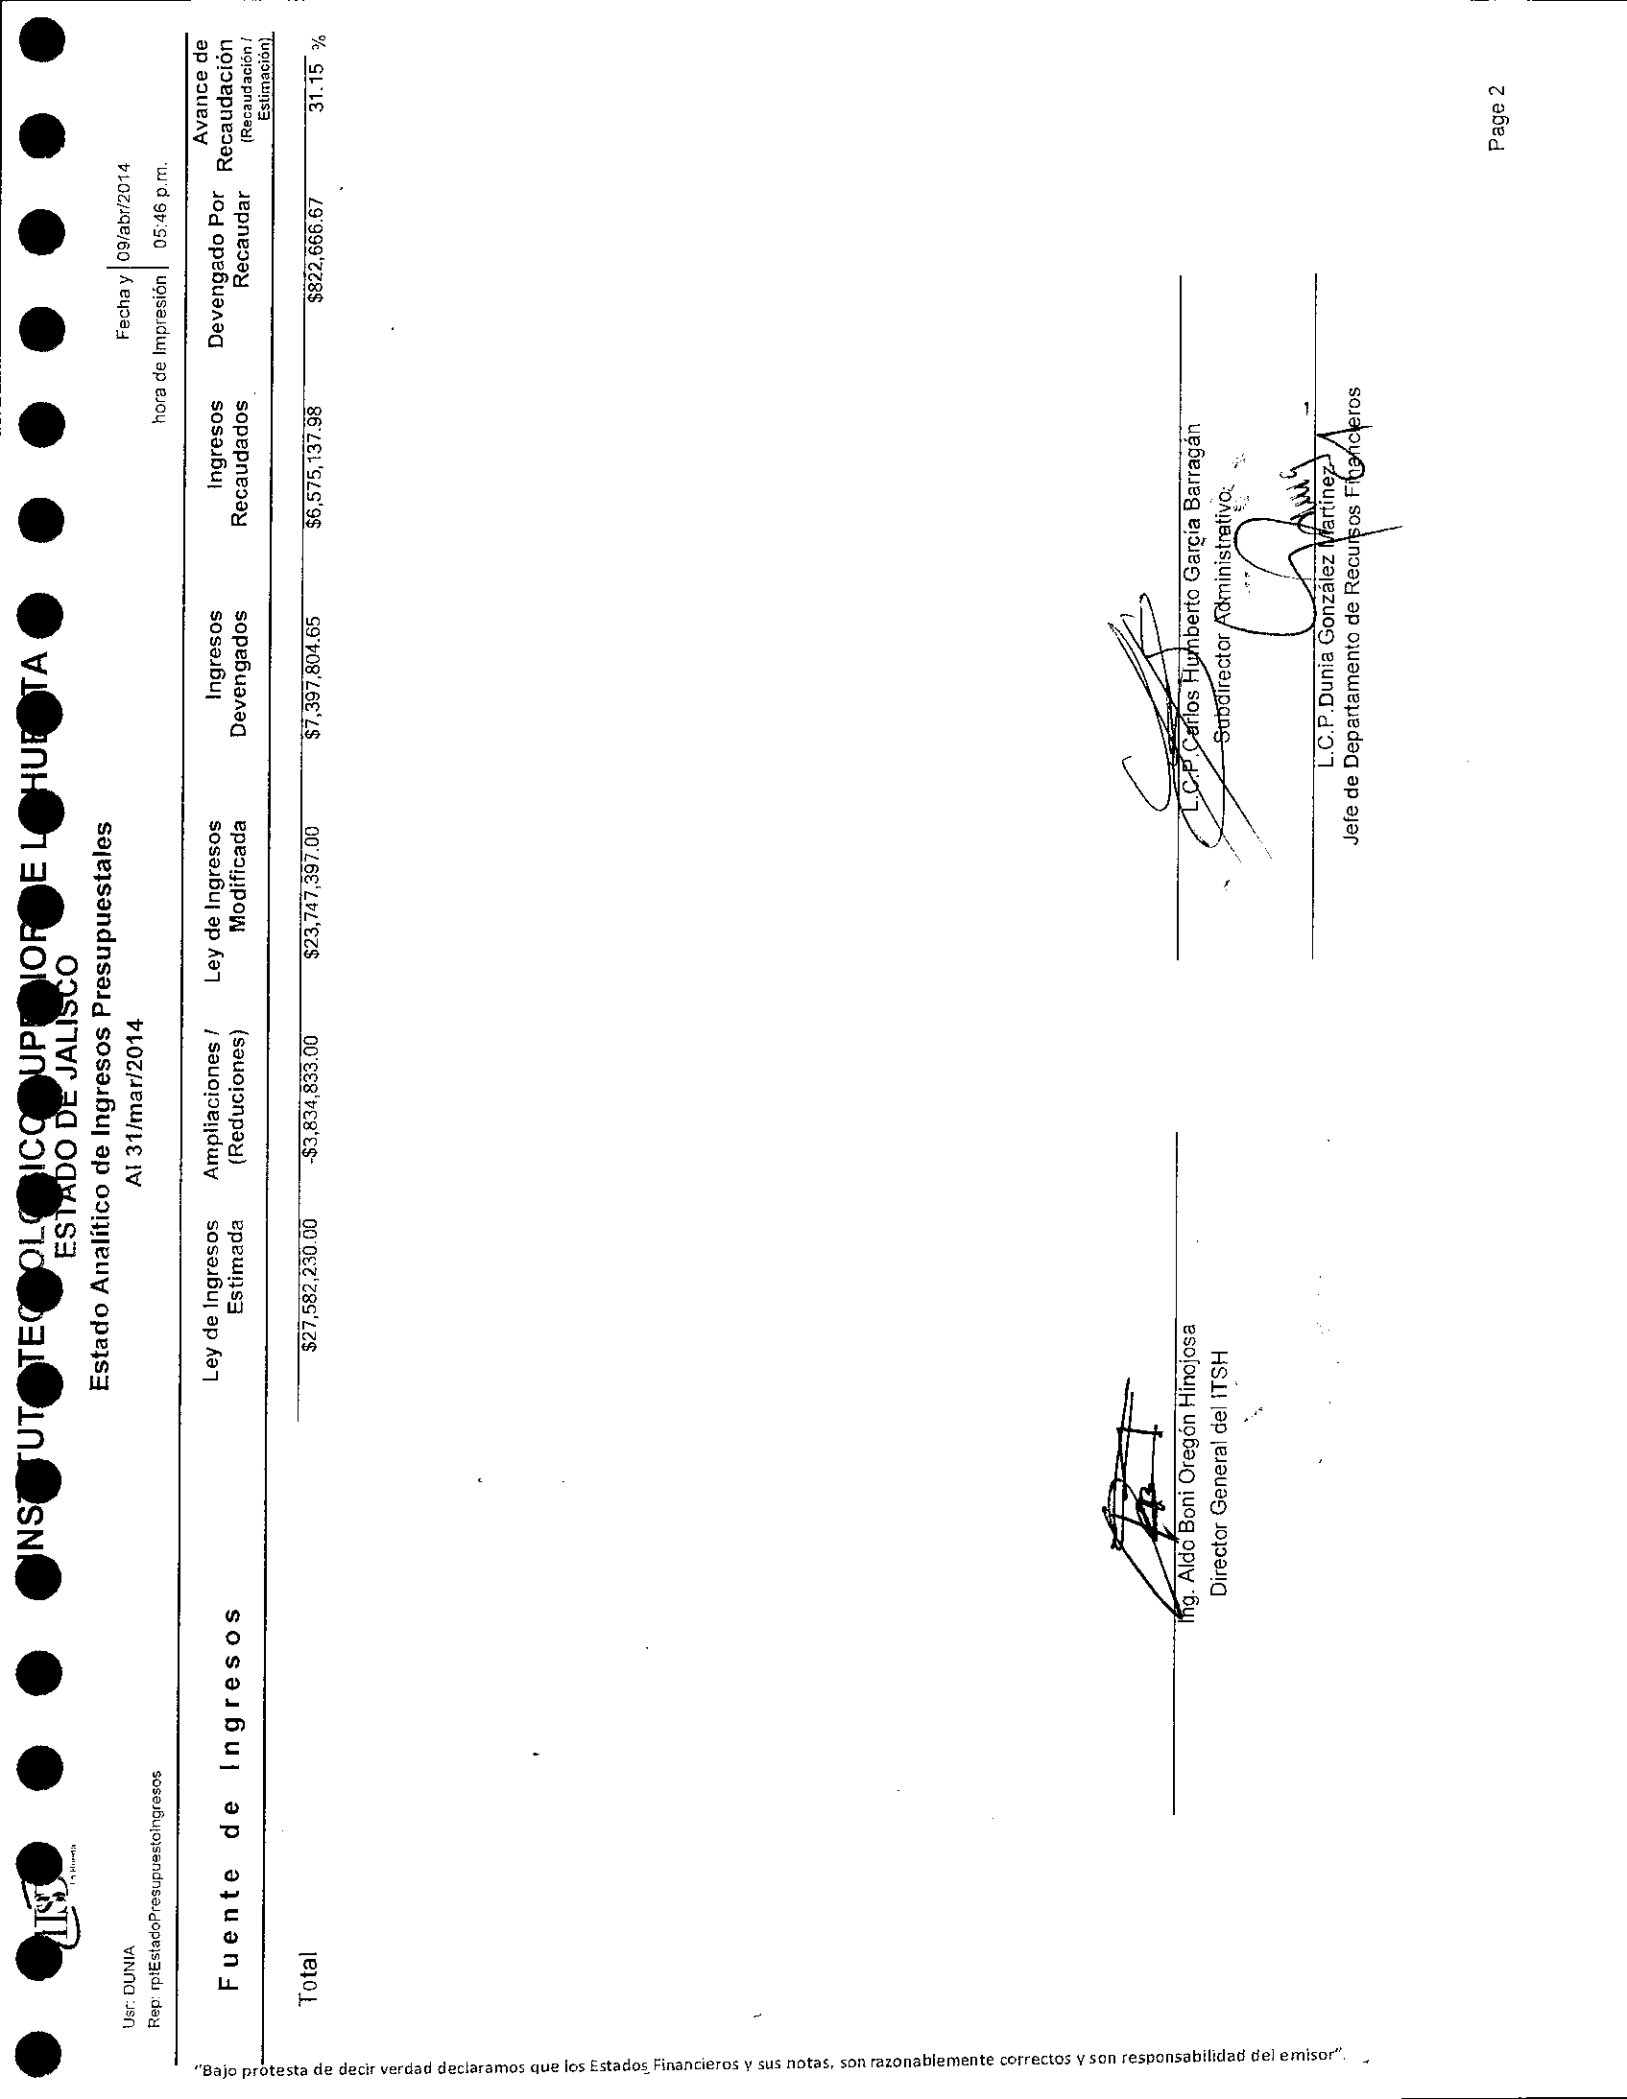 INSTITUTO TECNOLOGICO SUPERIOR DE LA HUERTA
ESTADO DE JALISCO
Estado Analítico de Ingresos Presupuestales
Al 31/mar/2014
La Huerta
Usr: DUNIA
Rep: rptEstadoPresupuestoIngresos
Fecha y 09/abr/2014
hora de Impresión 05:46 p.m.
Fuente de Ingresos
Ley de Ingresos
Estimada
Ampliaciones /
(Reduciones)
Ley de Ingresos
Modificada
Ingresos
Devengados
Ingresos
Recaudados
Devengado Por
Recaudar
Avance de
Recaudación
(Recaudación /
Estimación)
Total $27,582,230.00 -$3,834,833.00 $23,747,397.00 $7,397,804.65 $6,575,137.98 $822,666.67 31.15 %
Ing. Aldo Boni Oregón Hinojosa
Director General del ITSH
L.C.P. Carlos Humberto García Barragán
Subdirector Administrativo
L.C.P. Dunia González Martínez
Jefe de Departamento de Recursos Financieros
Page 2
"Bajo protesta de decir verdad declaramos que los Estados Financieros y sus notas, son razonablemente correctos y son responsabilidad del emisor".